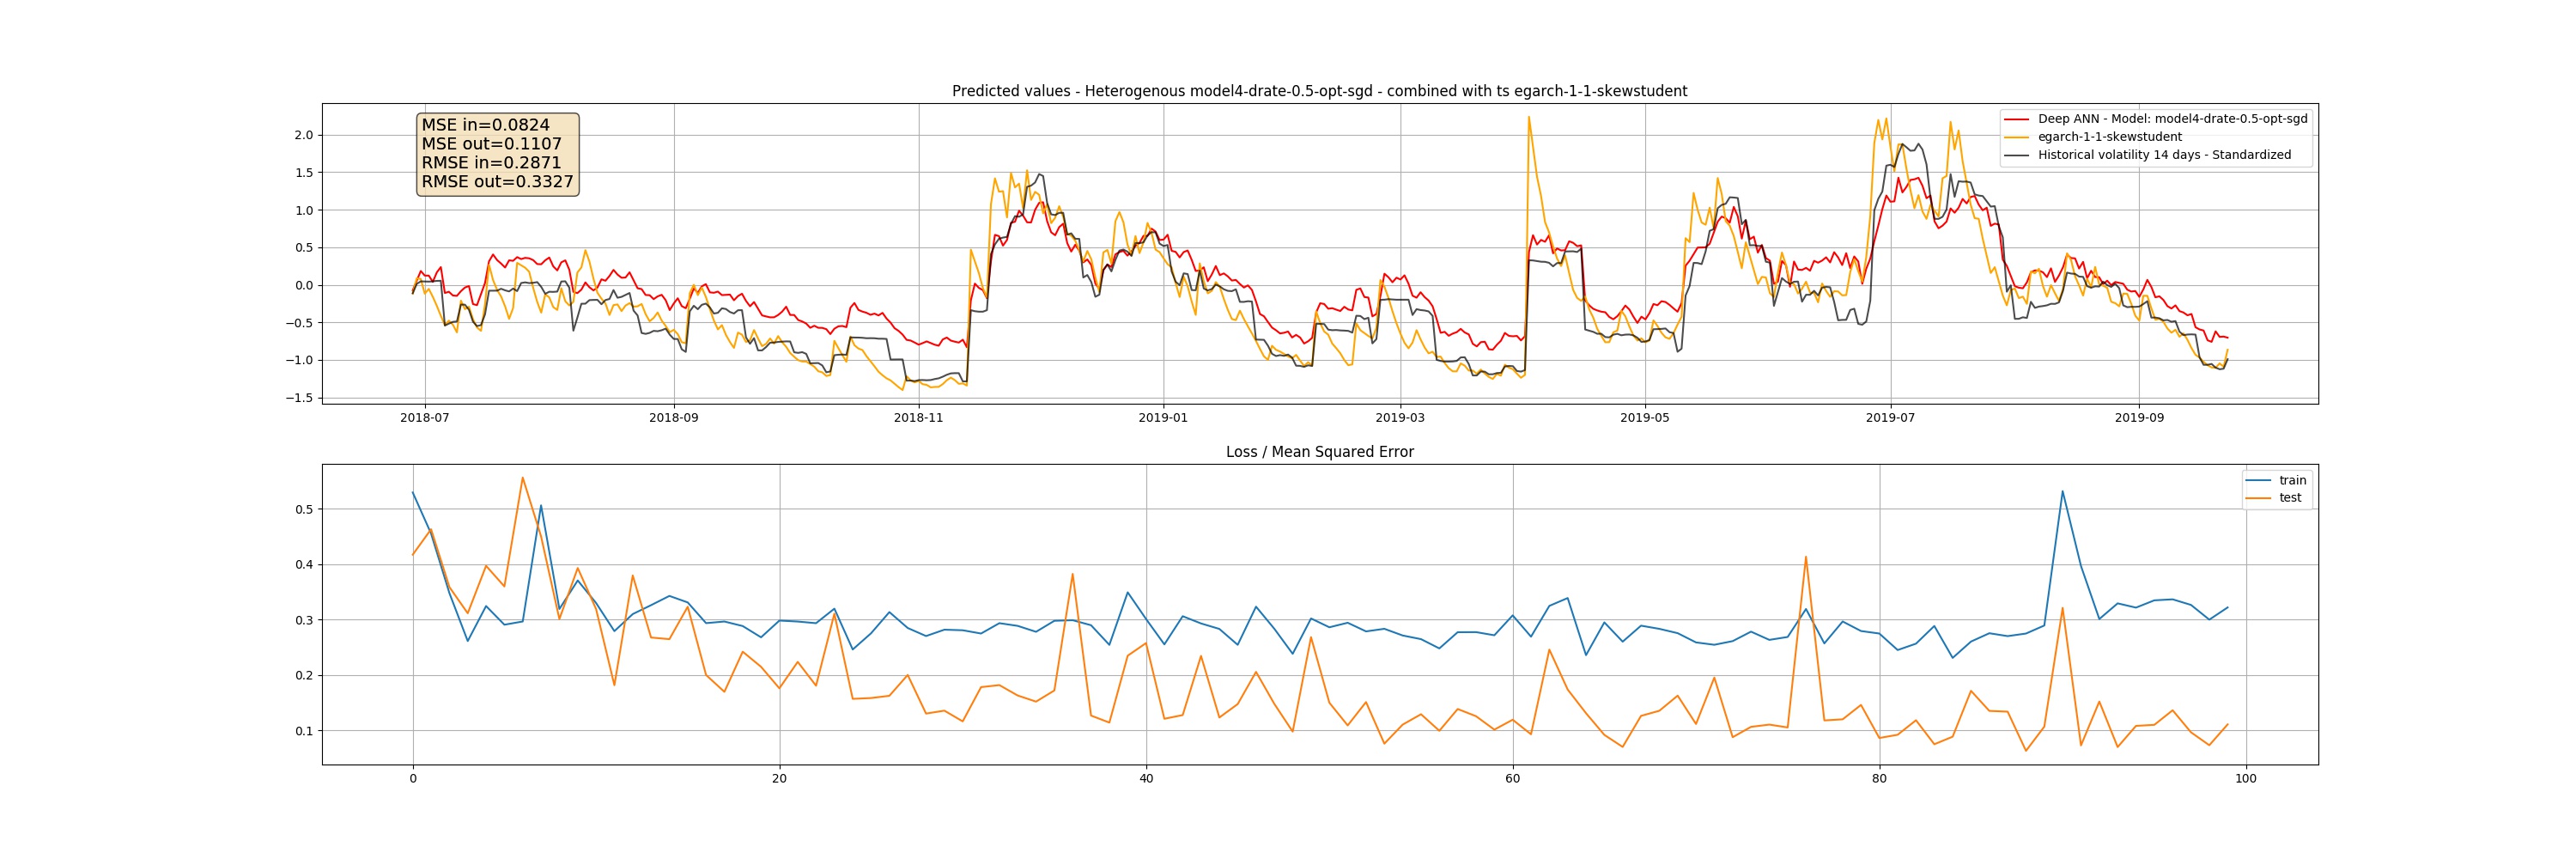 Predicted values - Heterogenous model4-drate-0.5-opt-sgd - combined with ts egarch-1-1-skewstudent
MSE in=0.0824
MSE out=0.1107
RMSE in=0.2871
RMSE out=0.3327
Deep ANN - Model: model4-drate-0.5-opt-sgd
egarch-1-1-skewstudent
Historical volatility 14 days - Standardized
2.0
1.5
1.0
0.5
0.0
−0.5
−1.0
−1.5
2018-07 2018-09 2018-11 2019-01 2019-03 2019-05 2019-07 2019-09
Loss / Mean Squared Error
train
test
0.5
0.4
0.3
0.2
0.1
0 20 40 60 80 100